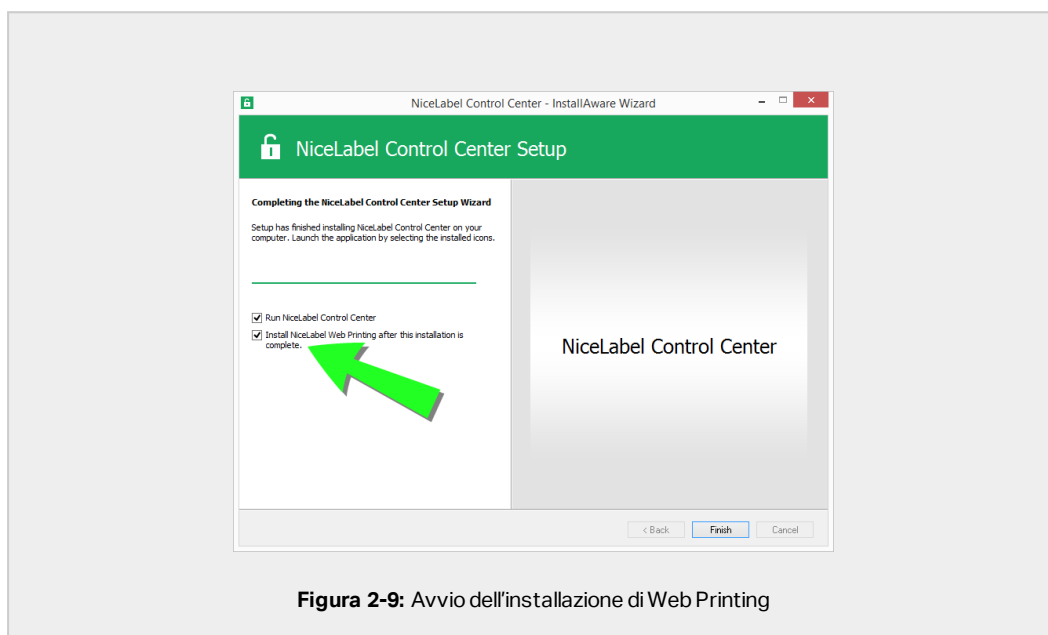 NiceLabel Control Center - InstallAware Wizard
NiceLabel Control Center Setup
Completing the NiceLabel Control Center Setup Wizard
Setup has finished installing NiceLabel Control Center on your
computer. Launch the application by selecting the installed icons.
Run NiceLabel Control Center
Install NiceLabel Web Printing after this installation is
complete.
NiceLabel Control Center
< Back
Finish
Cancel
Figura 2-9: Avvio dell'installazione di Web Printing